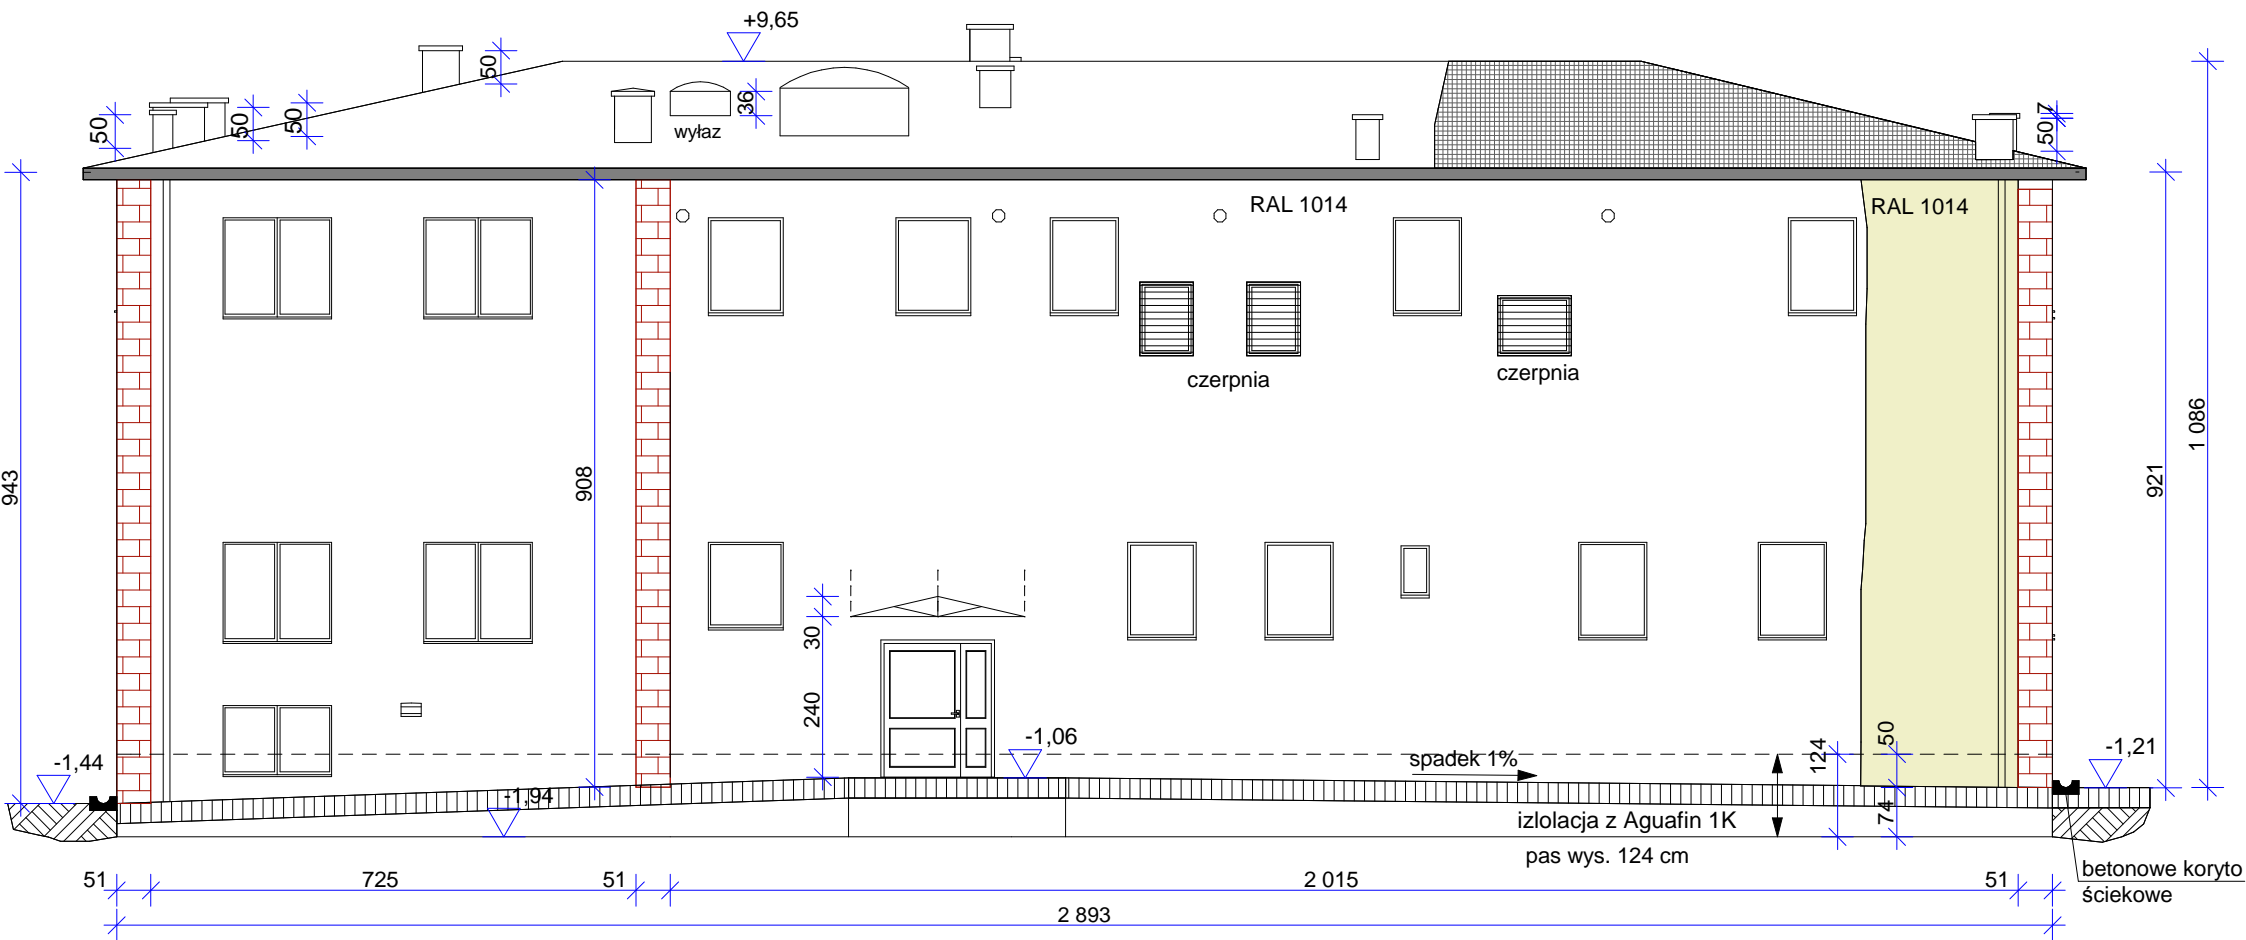 +9,65
50
50
50
50
36
wyłaz
7
50
RAL 1014
RAL 1014
czerpnia
czerpnia
943
908
921
1 086
30
240
-1,44
-1,94
-1,06
spadek 1%
124
50
74
-1,21
izlolacja z Aguafin 1K
pas wys. 124 cm
betonowe koryto
ściekowe
51
725
51
2 015
51
2 893